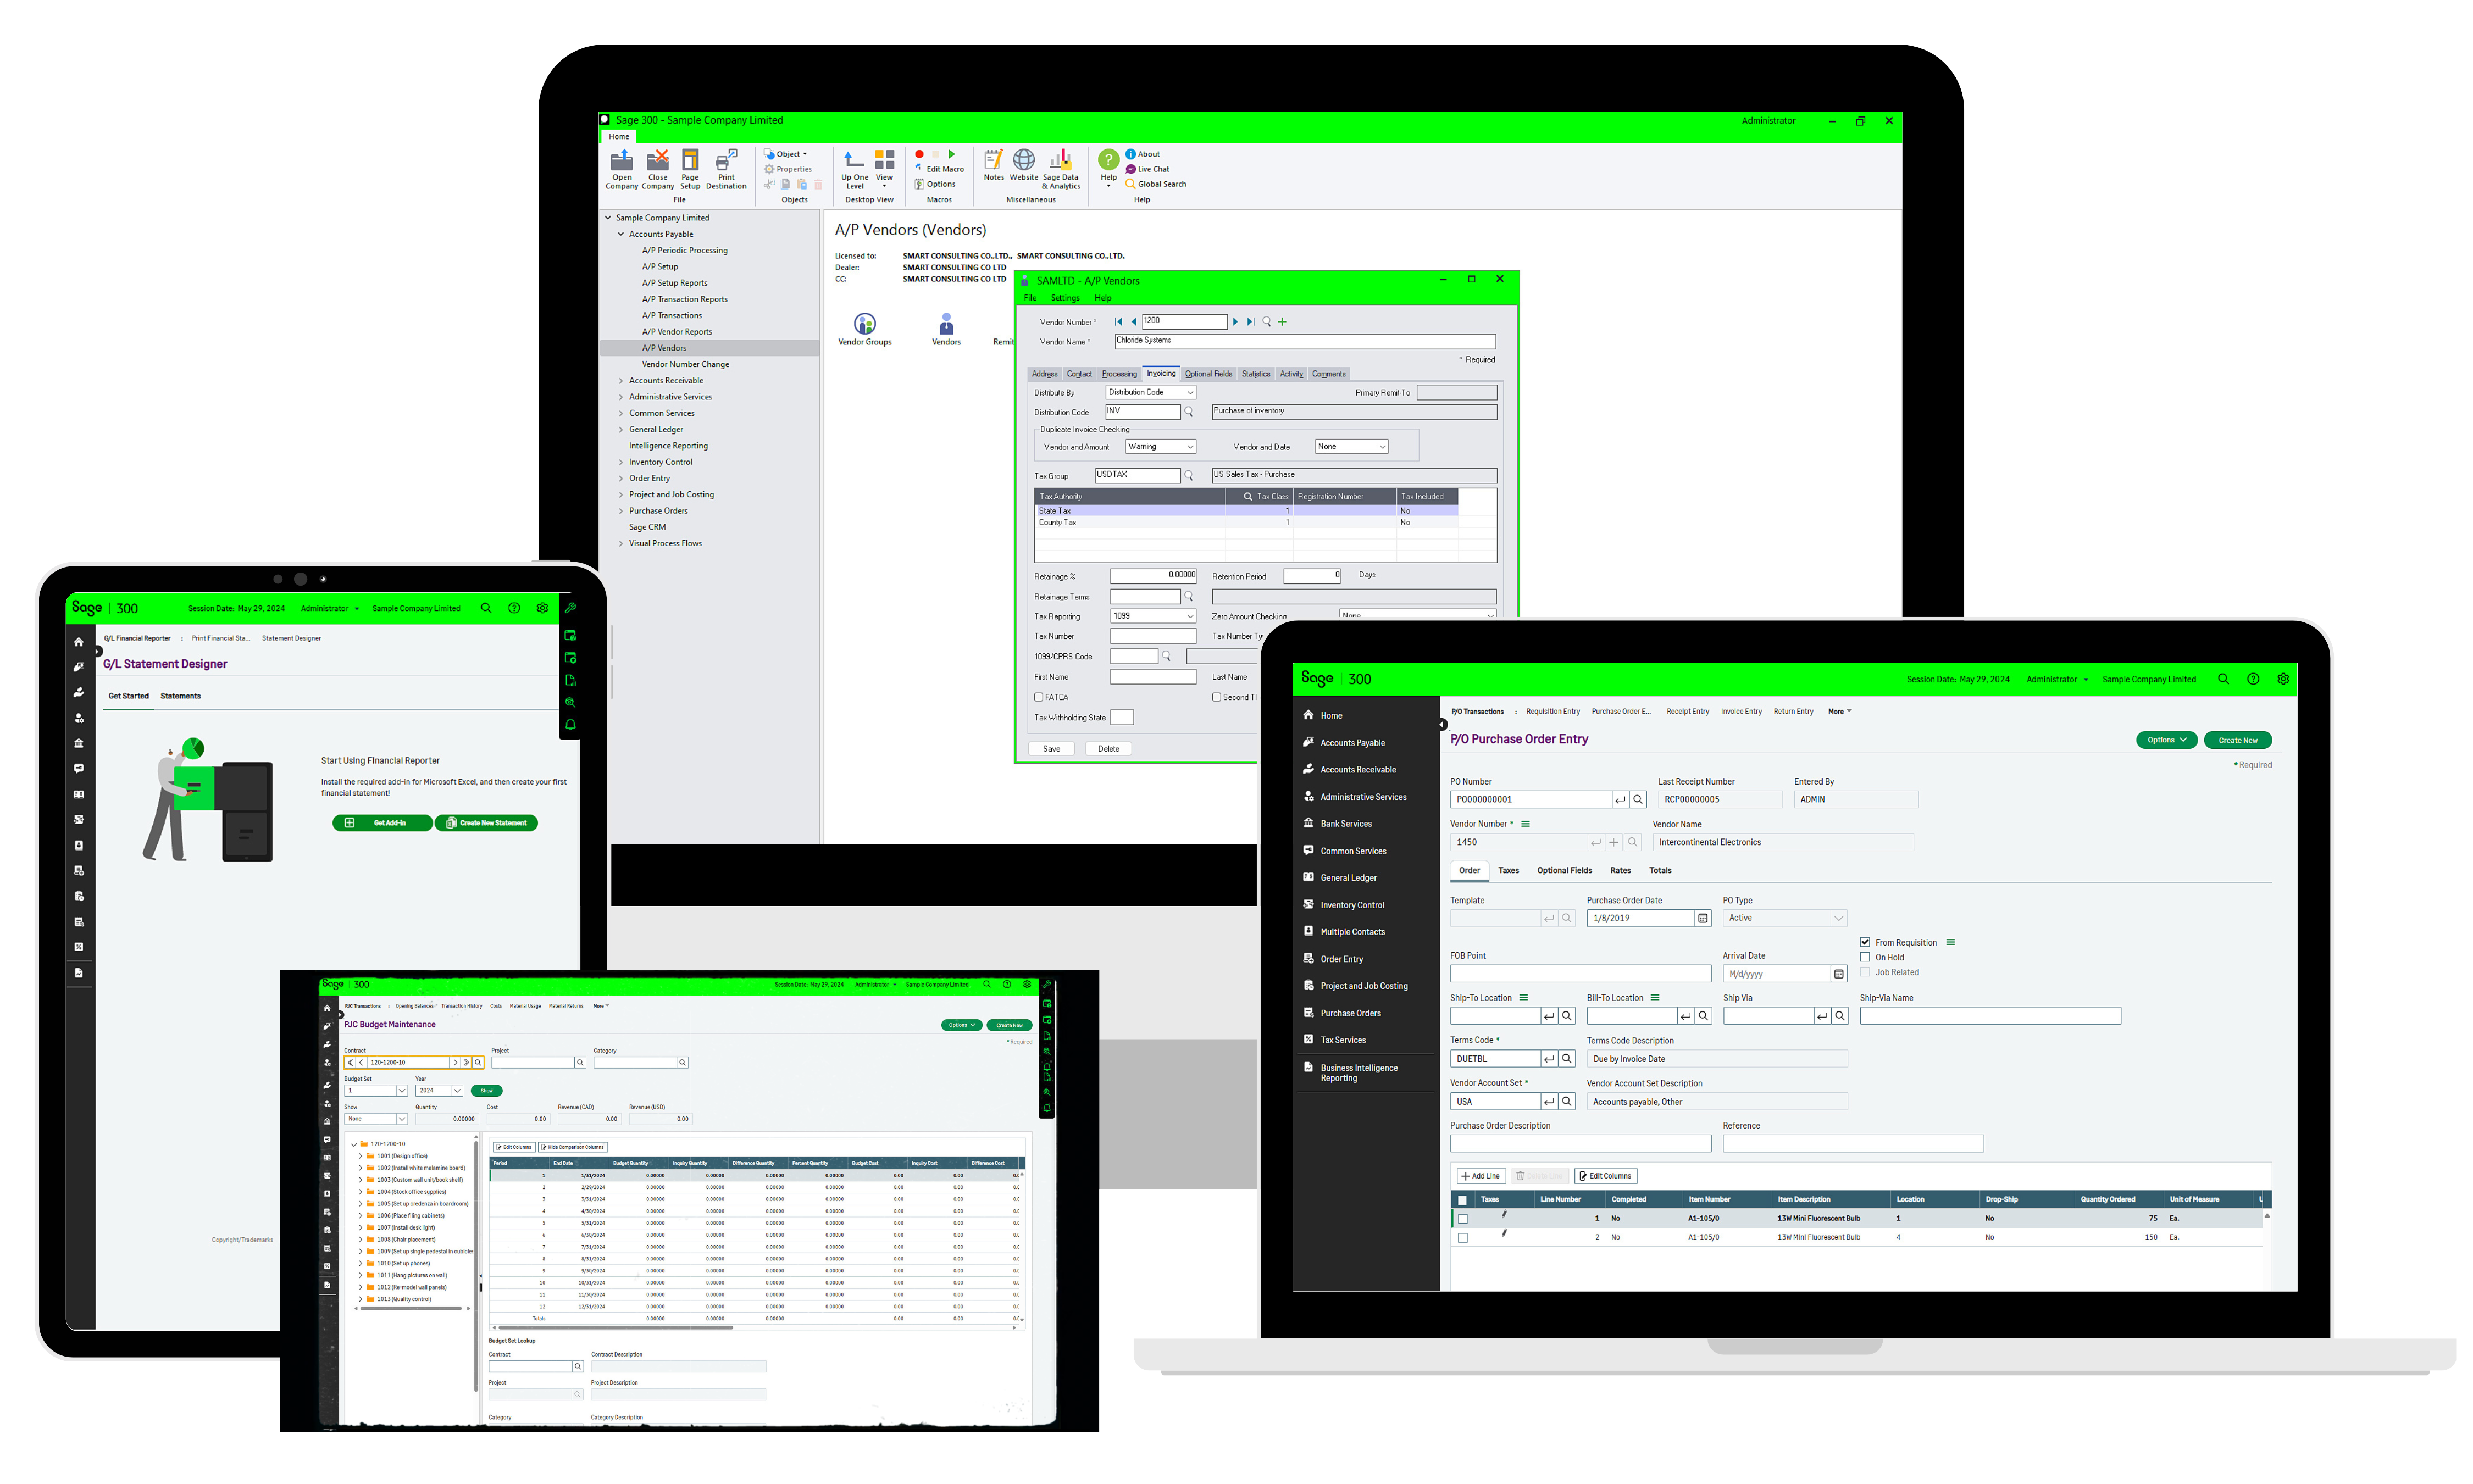 Sage 300 - Sample Company Limited
Administrator
Home
Open Company
Close Company
Page Setup
Print Destination
File
Object
Properties
Objects
Up One Level
View
Desktop View
Edit Macro
Options
Macros
Notes
Website
Sage Data & Analytics
Miscellaneous
Help
About
Live Chat
Global Search
Help
Sample Company Limited
Accounts Payable
A/P Periodic Processing
A/P Setup
A/P Setup Reports
A/P Transaction Reports
A/P Transactions
A/P Vendor Reports
A/P Vendors
Vendor Number Change
Accounts Receivable
Administrative Services
Common Services
General Ledger
Intelligence Reporting
Inventory Control
Order Entry
Project and Job Costing
Purchase Orders
Sage CRM
Visual Process Flows
A/P Vendors (Vendors)
Licensed to: SMART CONSULTING CO.,LTD., SMART CONSULTING CO.,LTD.
Dealer: SMART CONSULTING CO LTD
CC: SMART CONSULTING CO LTD
Vendor Groups
Vendors
Remit
SAMLTD - A/P Vendors
File Settings Help
Vendor Number * 1200
Vendor Name * Chloride Systems
* Required
Address Contact Processing Invoicing Optional Fields Statistics Activity Comments
Distribute By Distribution Code Primary Remit-To
Distribution Code INV Purchase of inventory
Duplicate Invoice Checking
Vendor and Amount Warning Vendor and Date None
Tax Group USDTAX US Sales Tax - Purchase
Tax Authority Tax Class Registration Number Tax Included
State Tax 1 No
County Tax 1 No
Retainage % 0.00000 Retention Period 0 Days
Retainage Terms
Tax Reporting 1099 Zero Amount Checking None
Tax Number Tax Number Ty
1099/CPRS Code
First Name Last Name
FATCA Second TI
Tax Withholding State
Save Delete
Sage 300
Session Date: May 29, 2024 Administrator Sample Company Limited
G/L Financial Reporter : Print Financial Sta... Statement Designer
G/L Statement Designer
Get Started Statements
Start Using Financial Reporter
Install the required add-in for Microsoft Excel, and then create your first
financial statement!
Get Add-in Create New Statement
Copyright/Trademarks
Sage 300
Session Date: May 29, 2024 Administrator Sample Company Limited
PJC Transactions : Opening Balances Transaction History Costs Material Usage Material Returns More
PJC Budget Maintenance
Options Create New
* Required
Contract Project Category
120-1200-10
Budget Set Year
1 2024 Show
Show Quantity Cost Revenue (CAD) Revenue (USD)
None 0.00000 0.00 0.00 0.00
120-1200-10
1001 (Design office)
1002 (Install white melamine board)
1003 (Custom wall unit/book shelf)
1004 (Stock office supplies)
1005 (Set up credenza in boardroom)
1006 (Place filing cabinets)
1007 (Install desk light)
1008 (Chair placement)
1009 (Set up single pedestal in cubicles
1010 (Set up phones)
1011 (Hang pictures on wall)
1012 (Re-model wall panels)
1013 (Quality control)
Edit Columns Hide Comparison Columns
Period End Date Budget Quantity Inquiry Quantity Difference Quantity Percent Quantity Budget Cost Inquiry Cost Difference Cost
1 1/31/2024 0.00000 0.00000 0.00000 0.00000 0.00 0.00 0.0
2 2/29/2024 0.00000 0.00000 0.00000 0.00000 0.00 0.00 0.0
3 3/31/2024 0.00000 0.00000 0.00000 0.00000 0.00 0.00 0.0
4 4/30/2024 0.00000 0.00000 0.00000 0.00000 0.00 0.00 0.0
5 5/31/2024 0.00000 0.00000 0.00000 0.00000 0.00 0.00 0.0
6 6/30/2024 0.00000 0.00000 0.00000 0.00000 0.00 0.00 0.0
7 7/31/2024 0.00000 0.00000 0.00000 0.00000 0.00 0.00 0.0
8 8/31/2024 0.00000 0.00000 0.00000 0.00000 0.00 0.00 0.0
9 9/30/2024 0.00000 0.00000 0.00000 0.00000 0.00 0.00 0.0
10 10/31/2024 0.00000 0.00000 0.00000 0.00000 0.00 0.00 0.0
11 11/30/2024 0.00000 0.00000 0.00000 0.00000 0.00 0.00 0.0
12 12/31/2024 0.00000 0.00000 0.00000 0.00000 0.00 0.00 0.0
Totals 0.00000 0.00000 0.00000 0.00 0.00 0.0
Budget Set Lookup
Contract Contract Description
Project Project Description
Category Category Description
Sage 300
Session Date: May 29, 2024 Administrator Sample Company Limited
Home
Accounts Payable
Accounts Receivable
Administrative Services
Bank Services
Common Services
General Ledger
Inventory Control
Multiple Contacts
Order Entry
Project and Job Costing
Purchase Orders
Tax Services
Business Intelligence
Reporting
P/O Transactions : Requisition Entry Purchase Order E... Receipt Entry Invoice Entry Return Entry More
P/O Purchase Order Entry
Options Create New
* Required
PO Number Last Receipt Number Entered By
PO000000001 RCP00000005 ADMIN
Vendor Number * Vendor Name
1450 Intercontinental Electronics
Order Taxes Optional Fields Rates Totals
Template Purchase Order Date PO Type
1/8/2019 Active
From Requisition
On Hold
Job Related
FOB Point Arrival Date
M/d/yyyy
Ship-To Location Bill-To Location Ship Via Ship-Via Name
Terms Code * Terms Code Description
DUETBL Due by Invoice Date
Vendor Account Set * Vendor Account Set Description
USA Accounts payable, Other
Purchase Order Description Reference
Add Line Edit Columns
Taxes Line Number Completed Item Number Item Description Location Drop-Ship Quantity Ordered Unit of Measure U
1 No A1-105/0 13W Mini Fluorescent Bulb 1 No 75 Ea.
2 No A1-105/0 13W Mini Fluorescent Bulb 4 No 150 Ea.